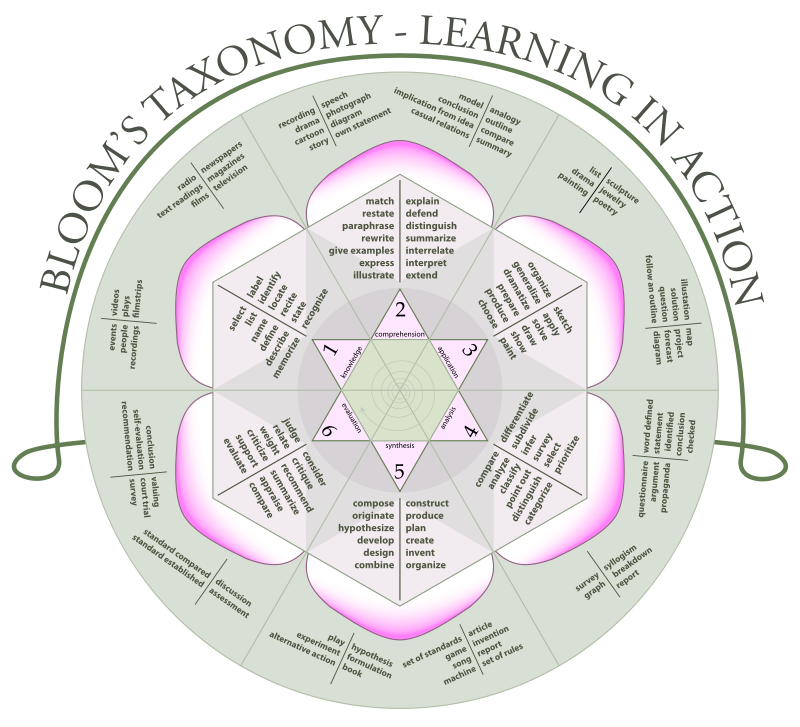 BLOOM'S TAXONOMY - LEARNING IN ACTION
recording
drama
cartoon
story
speech
photograph
diagram
own statement
model
conclusion
implication from idea
casual relations
analogy
outline
compare
summary
list
drama
painting
sculpture
jewelry
poetry
illustation
solution
question
follow an outline
map
project
forecast
diagram
word defined
statement
identified
conclusion
checked
questionnaire
argument
propaganda
syllogism
breakdown
report
survey
graph
article
invention
report
set of rules
set of standards
game
song
machine
hypothesis
formulation
book
play
experiment
alternative action
discussion
assessment
standard compared
standard established
valuing
court trial
survey
conclusion
self-evaluation
recommendation
events
people
recordings
videos
plays
filmstrips
radio
text readings
films
newspapers
magazines
television
match
restate
paraphrase
rewrite
give examples
express
illustrate
explain
defend
distinguish
summarize
interrelate
interpret
extend
organize
generalize
dramatize
prepare
produce
choose
sketch
apply
solve
draw
show
paint
differentiate
subdivide
infer
survey
select
prioritize
compare
analyze
classify
point out
distinguish
categorize
compose
originate
hypothesize
develop
design
combine
construct
produce
plan
create
invent
organize
judge
relate
weight
criticize
support
evaluate
consider
critique
recommend
summarize
appraise
compare
select
label
list
identify
name
locate
define
recite
describe
state
memorize
recognize
1
knowledge
2
comprehension
3
application
4
analysis
synthesis
5
evaluation
6